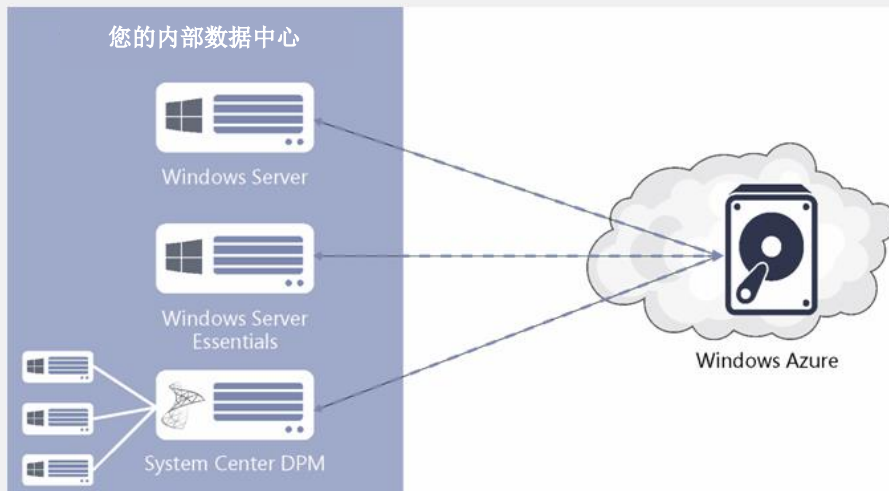 您的内部数据中心
Windows Server
Windows Server
Essentials
System Center DPM
Windows Azure